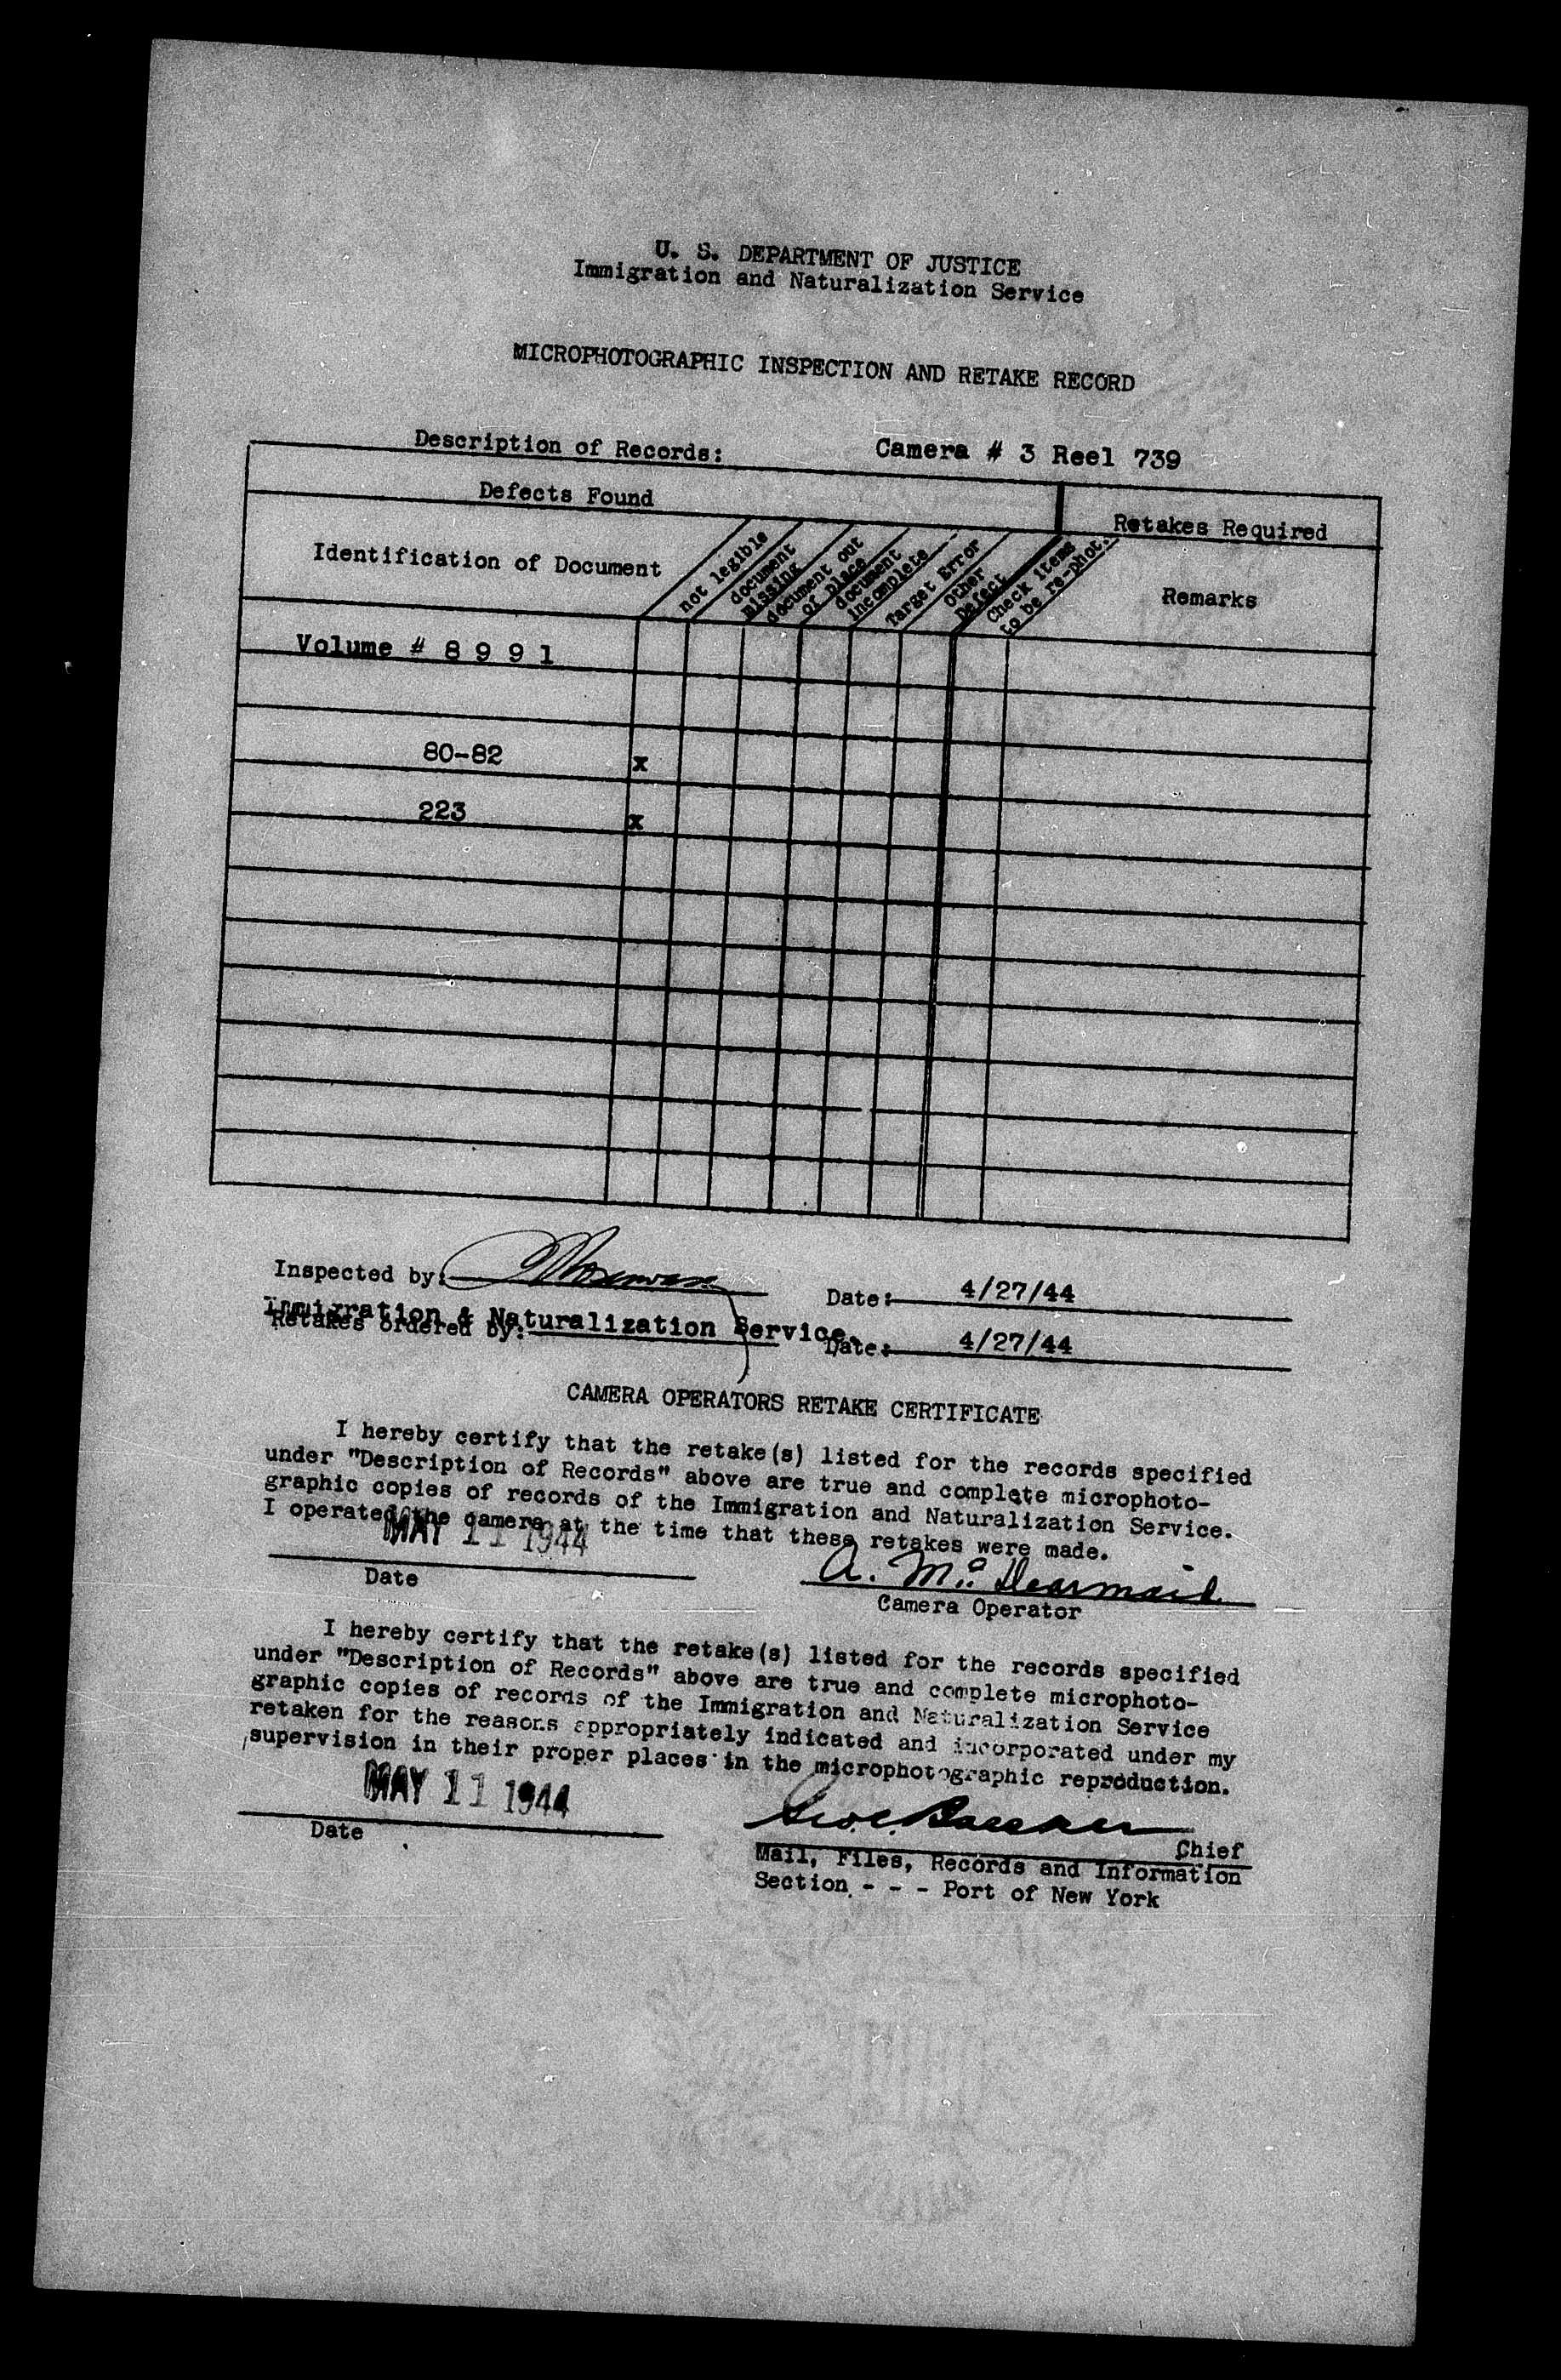 U. S. DEPARTMENT OF JUSTICE
Immigration and Naturalization Service
MICROPHOTOGRAPHIC INSPECTION AND RETAKE RECORD
Description of Records: Camera # 3 Reel 739
Defects Found
Retakes Required
Identification of Document
not legible
document missing
document out of place
document incomplete
Target Error
Other Defect
Check items to be re-phot.
Remarks
Volume # 8 9 9 1
80-82 x
223 x
Inspected by: Date: 4/27/44
Immigration & Naturalization Service.
Retakes ordered by: Date: 4/27/44
CAMERA OPERATORS RETAKE CERTIFICATE
I hereby certify that the retake(s) listed for the records specified
under "Description of Records" above are true and complete microphoto-
graphic copies of records of the Immigration and Naturalization Service.
I operated the camera at the time that these retakes were made.
MAY 11 1944
A. Mc
Date
Camera Operator
I hereby certify that the retake(s) listed for the records specified
under "Description of Records" above are true and complete microphoto-
graphic copies of records of the Immigration and Naturalization Service
retaken for the reasons appropriately indicated and incorporated under my
supervision in their proper places in the microphotographic reproduction.
MAY 11 1944
Chief
Date
Mail, Files, Records and Information
Section - - - Port of New York